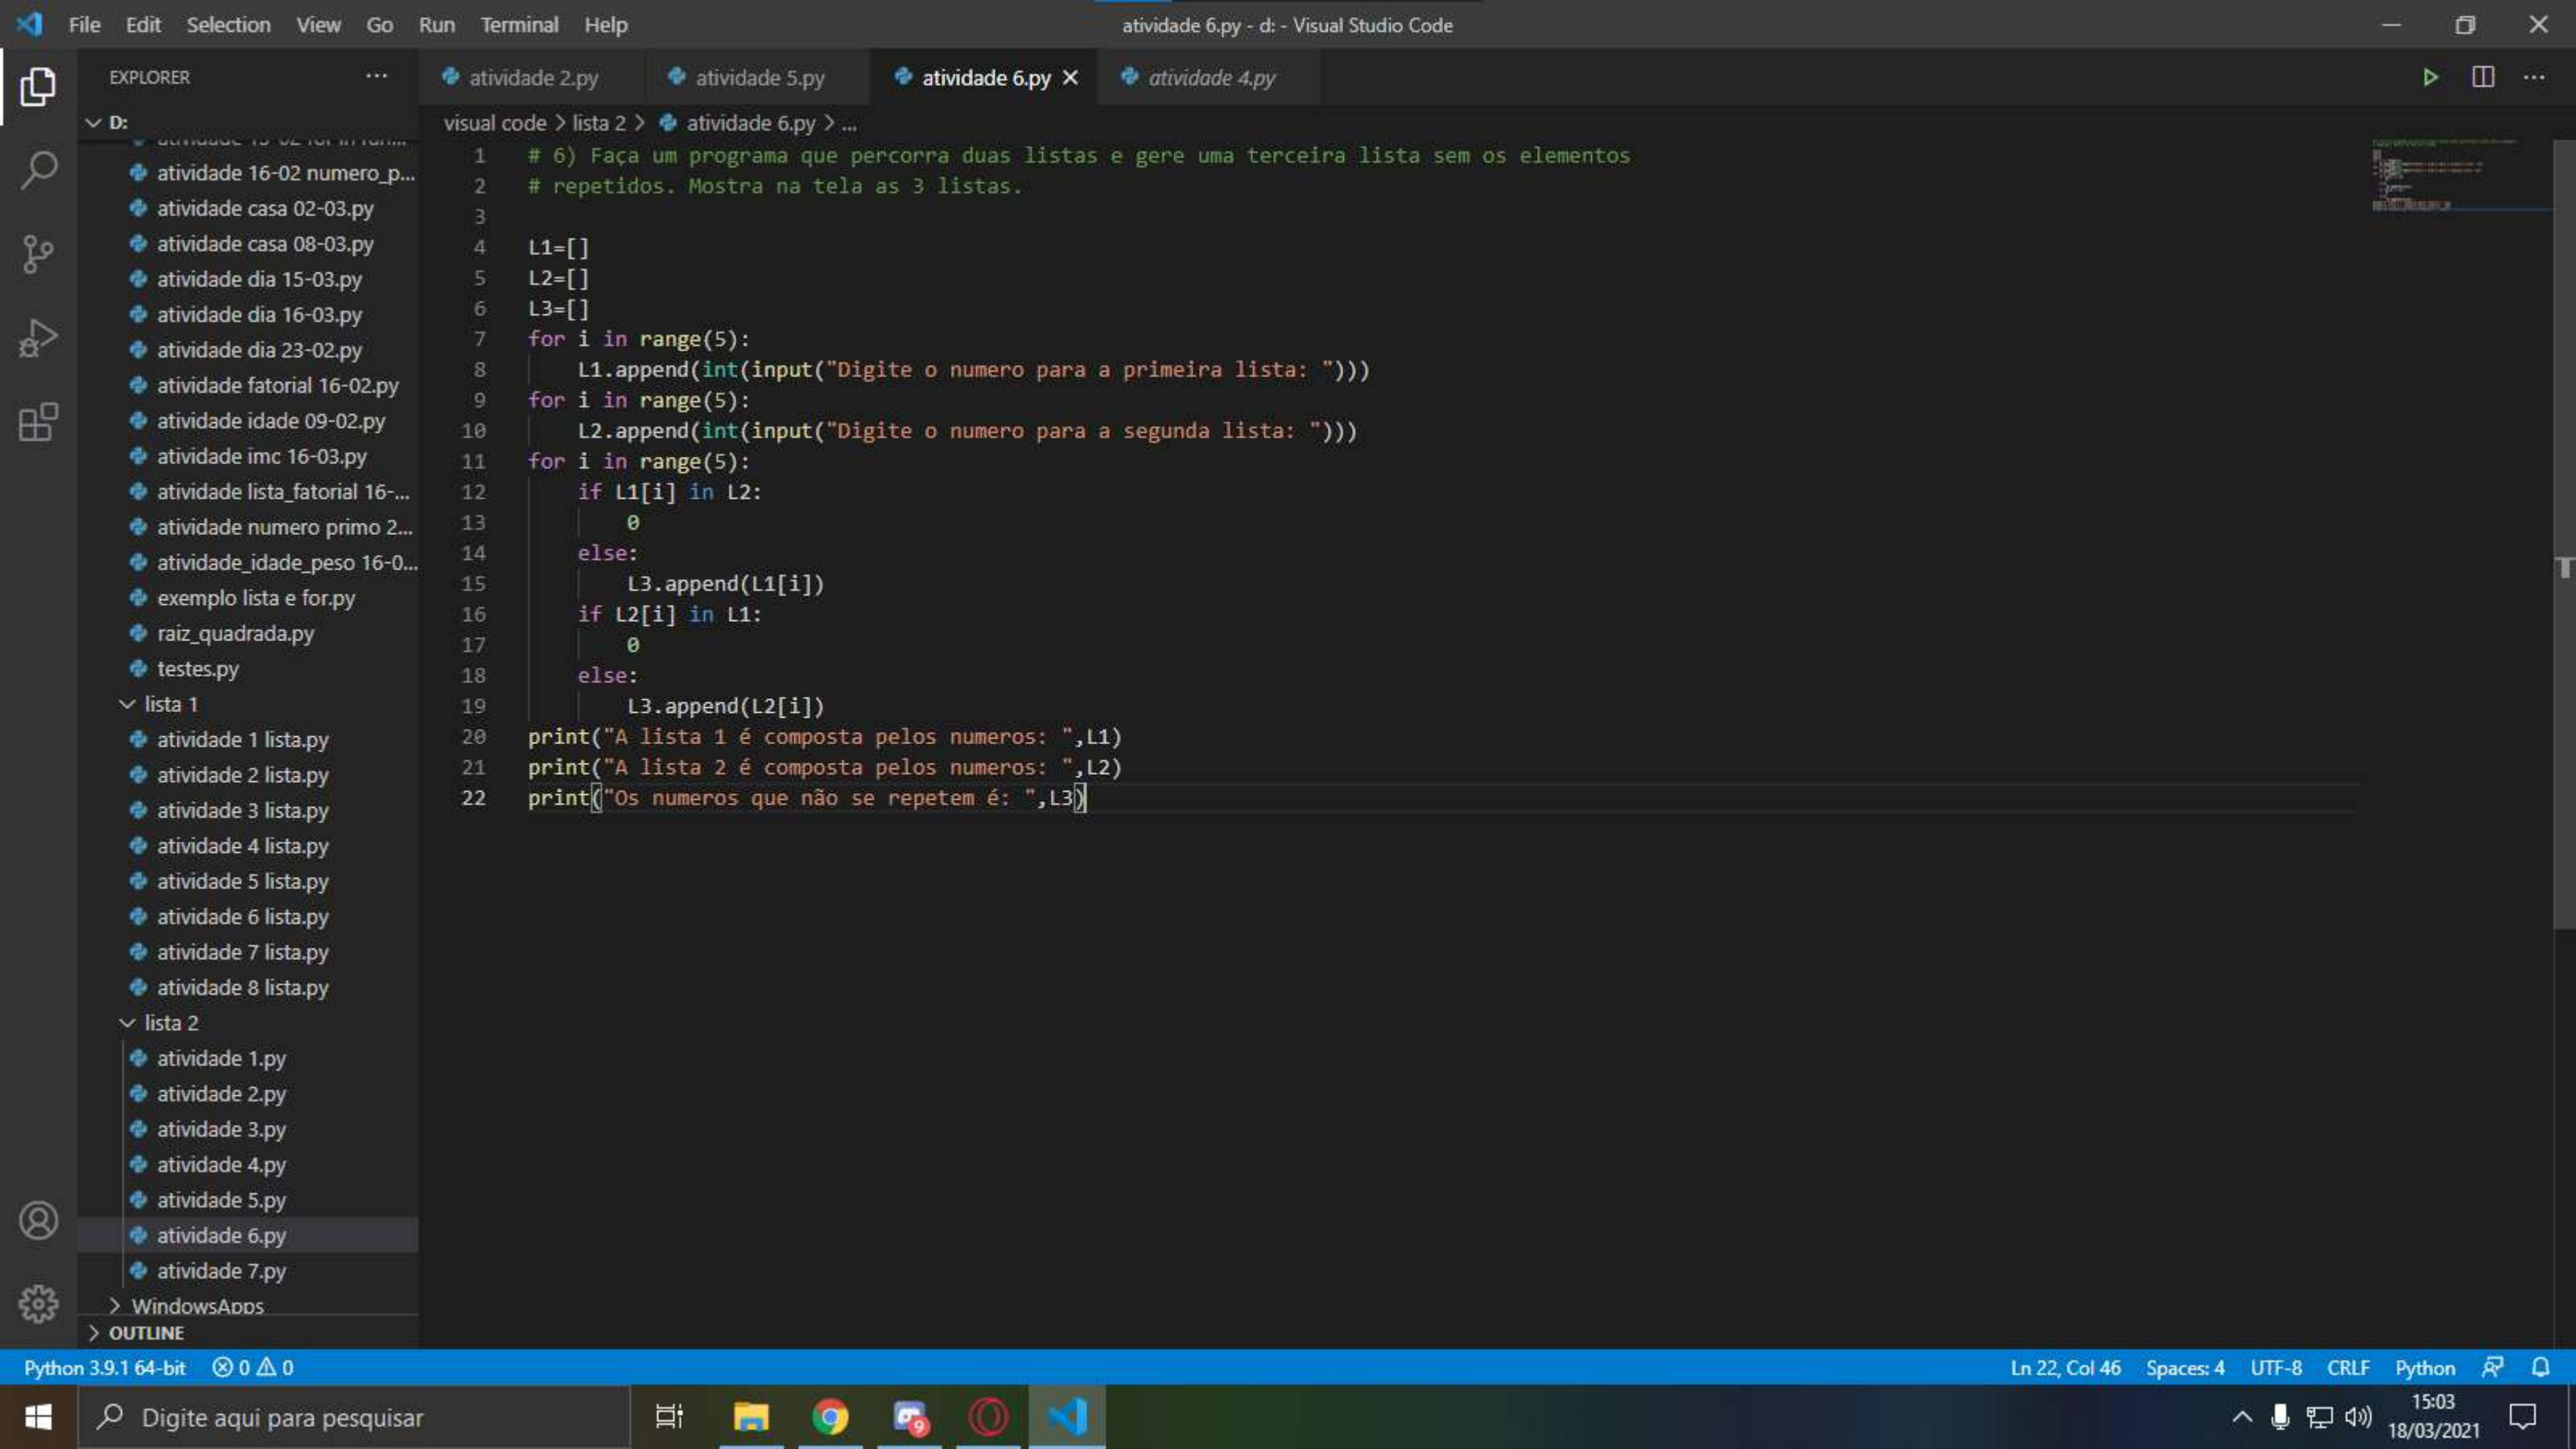 File Edit Selection View Go Run Terminal Help
atividade 6.py - d: - Visual Studio Code
EXPLORER ...
atividade 2.py
atividade 5.py
atividade 6.py
atividade 4.py
D:
visual code > lista 2 > atividade 6.py > ...
atividade 16-02 numero_p...
atividade casa 02-03.py
atividade casa 08-03.py
atividade dia 15-03.py
atividade dia 16-03.py
atividade dia 23-02.py
atividade fatorial 16-02.py
atividade idade 09-02.py
atividade imc 16-03.py
atividade lista_fatorial 16-...
atividade numero primo 2...
atividade_idade_peso 16-0...
exemplo lista e for.py
raiz_quadrada.py
testes.py
lista 1
atividade 1 lista.py
atividade 2 lista.py
atividade 3 lista.py
atividade 4 lista.py
atividade 5 lista.py
atividade 6 lista.py
atividade 7 lista.py
atividade 8 lista.py
lista 2
atividade 1.py
atividade 2.py
atividade 3.py
atividade 4.py
atividade 5.py
atividade 6.py
atividade 7.py
WindowsApps
OUTLINE
1 # 6) Faça um programa que percorra duas listas e gere uma terceira lista sem os elementos
2 # repetidos. Mostra na tela as 3 listas.
3
4 L1=[]
5 L2=[]
6 L3=[]
7 for i in range(5):
8     L1.append(int(input("Digite o numero para a primeira lista: ")))
9 for i in range(5):
10     L2.append(int(input("Digite o numero para a segunda lista: ")))
11 for i in range(5):
12     if L1[i] in L2:
13         0
14     else:
15         L3.append(L1[i])
16     if L2[i] in L1:
17         0
18     else:
19         L3.append(L2[i])
20 print("A lista 1 é composta pelos numeros: ",L1)
21 print("A lista 2 é composta pelos numeros: ",L2)
22 print("Os numeros que não se repetem é: ",L3)
Python 3.9.1 64-bit 0 0
Ln 22, Col 46 Spaces: 4 UTF-8 CRLF Python
Digite aqui para pesquisar
9
15:03
18/03/2021